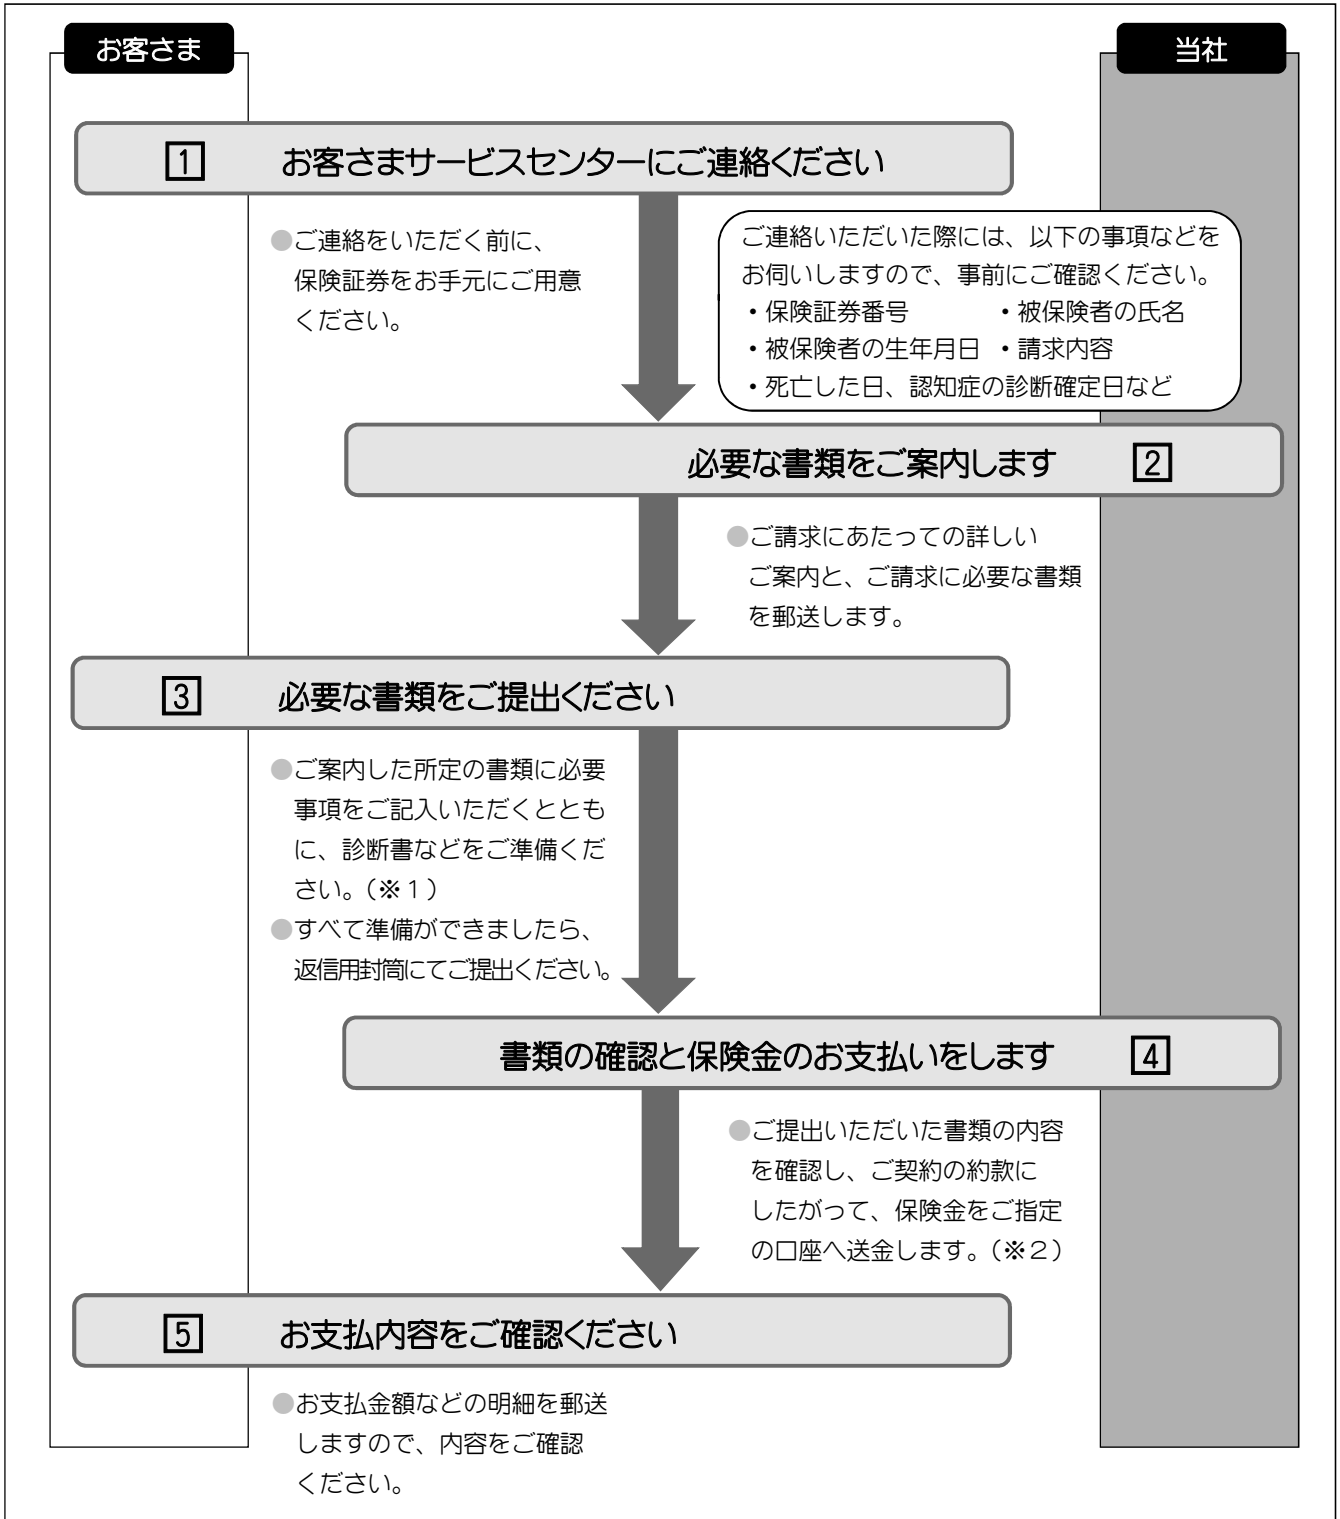 お客さま
当社
1 お客さまサービスセンターにご連絡ください
●ご連絡をいただく前に、
保険証券をお手元にご用意
ください。
ご連絡いただいた際には、以下の事項などを
お伺いしますので、事前にご確認ください。
・保険証券番号 ・被保険者の氏名
・被保険者の生年月日 ・請求内容
・死亡した日、認知症の診断確定日など
必要な書類をご案内します 2
●ご請求にあたっての詳しい
ご案内と、ご請求に必要な書類
を郵送します。
3 必要な書類をご提出ください
●ご案内した所定の書類に必要
事項をご記入いただくととも
に、診断書などをご準備くだ
さい。(※1)
●すべて準備ができましたら、
返信用封筒にてご提出ください。
書類の確認と保険金のお支払いをします 4
●ご提出いただいた書類の内容
を確認し、ご契約の約款に
したがって、保険金をご指定
の口座へ送金します。(※2)
5 お支払内容をご確認ください
●お支払金額などの明細を郵送
しますので、内容をご確認
ください。